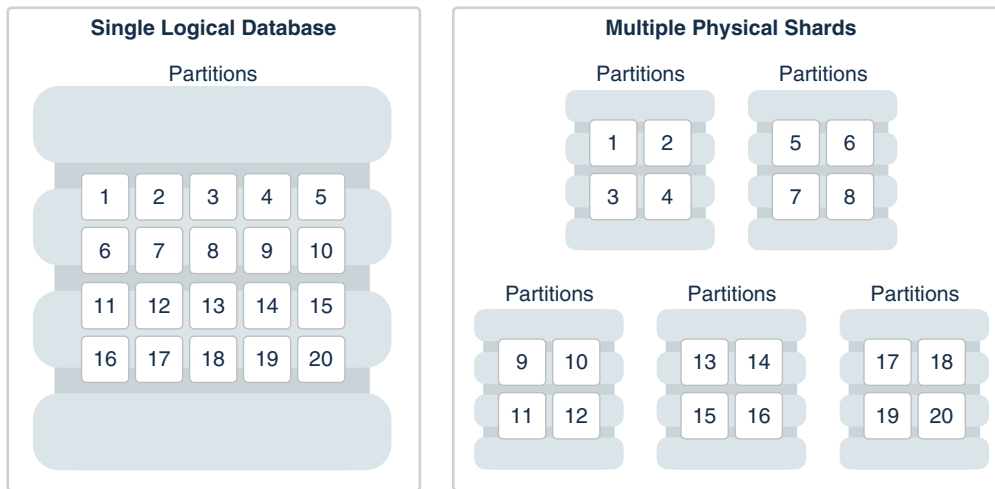 Single Logical Database
Partitions
1 2 3 4 5
6 7 8 9 10
11 12 13 14 15
16 17 18 19 20
Multiple Physical Shards
Partitions
1 2
3 4
Partitions
5 6
7 8
Partitions
9 10
11 12
Partitions
13 14
15 16
Partitions
17 18
19 20